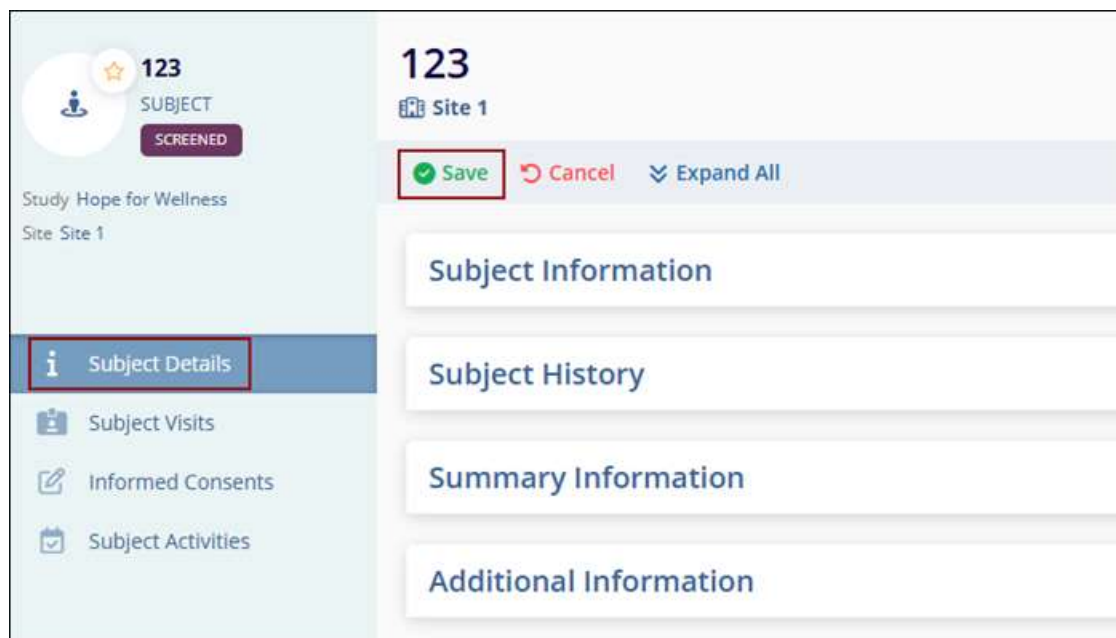 123
SUBJECT
SCREENED
Study Hope for Wellness
Site Site 1
Subject Details
Subject Visits
Informed Consents
Subject Activities
123
Site 1
Save Cancel Expand All
Subject Information
Subject History
Summary Information
Additional Information